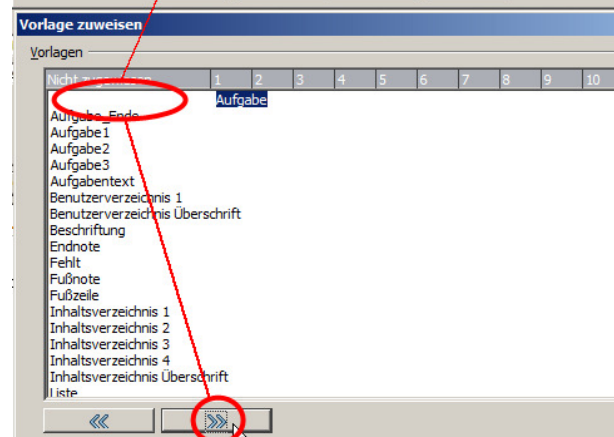 Vorlage zuweisen
Vorlagen
Nicht zugewiesen 1 2 3 4 5 6 7 8 9 10
Aufgabe
Aufgabe_Ende
Aufgabe1
Aufgabe2
Aufgabe3
Aufgabentext
Benutzerverzeichnis 1
Benutzerverzeichnis Überschrift
Beschriftung
Endnote
Fehlt
Fußnote
Fußzeile
Inhaltsverzeichnis 1
Inhaltsverzeichnis 2
Inhaltsverzeichnis 3
Inhaltsverzeichnis 4
Inhaltsverzeichnis Überschrift
Liste